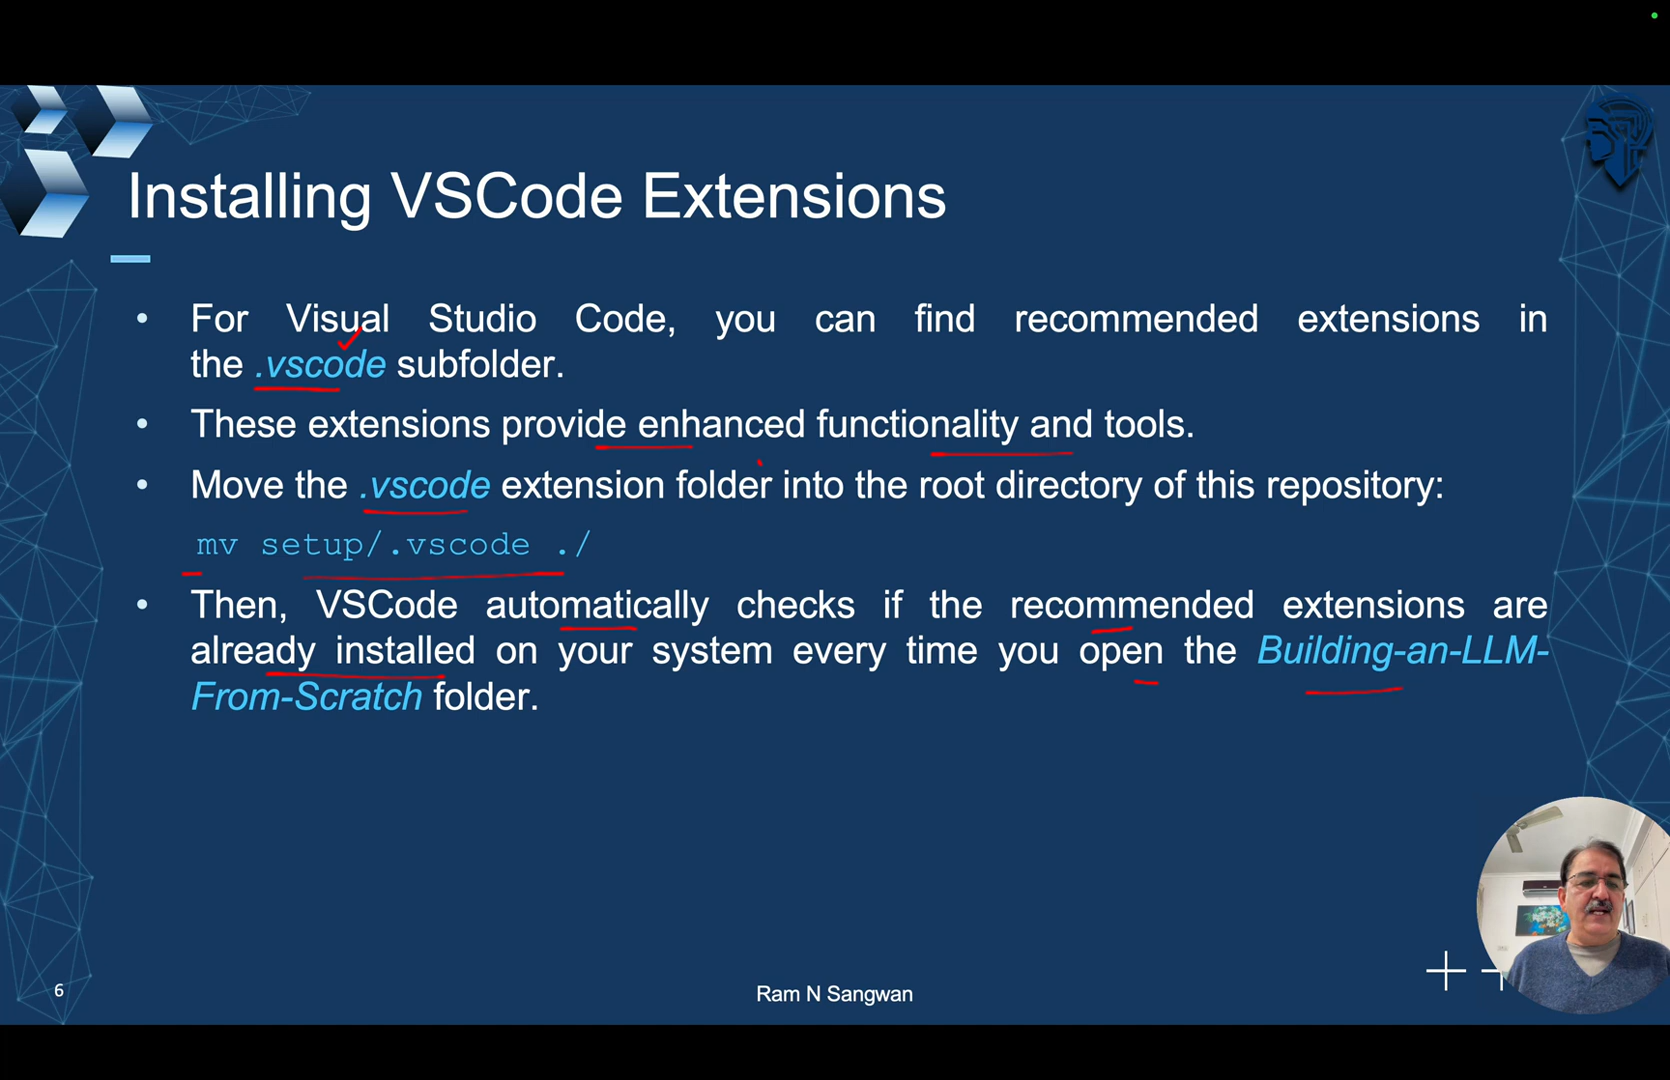 Installing VSCode Extensions
• For Visual Studio Code, you can find recommended extensions in
the .vscode subfolder.
• These extensions provide enhanced functionality and tools.
• Move the .vscode extension folder into the root directory of this repository:
mv setup/.vscode ./
• Then, VSCode automatically checks if the recommended extensions are
already installed on your system every time you open the Building-an-LLM-
From-Scratch folder.
6
Ram N Sangwan